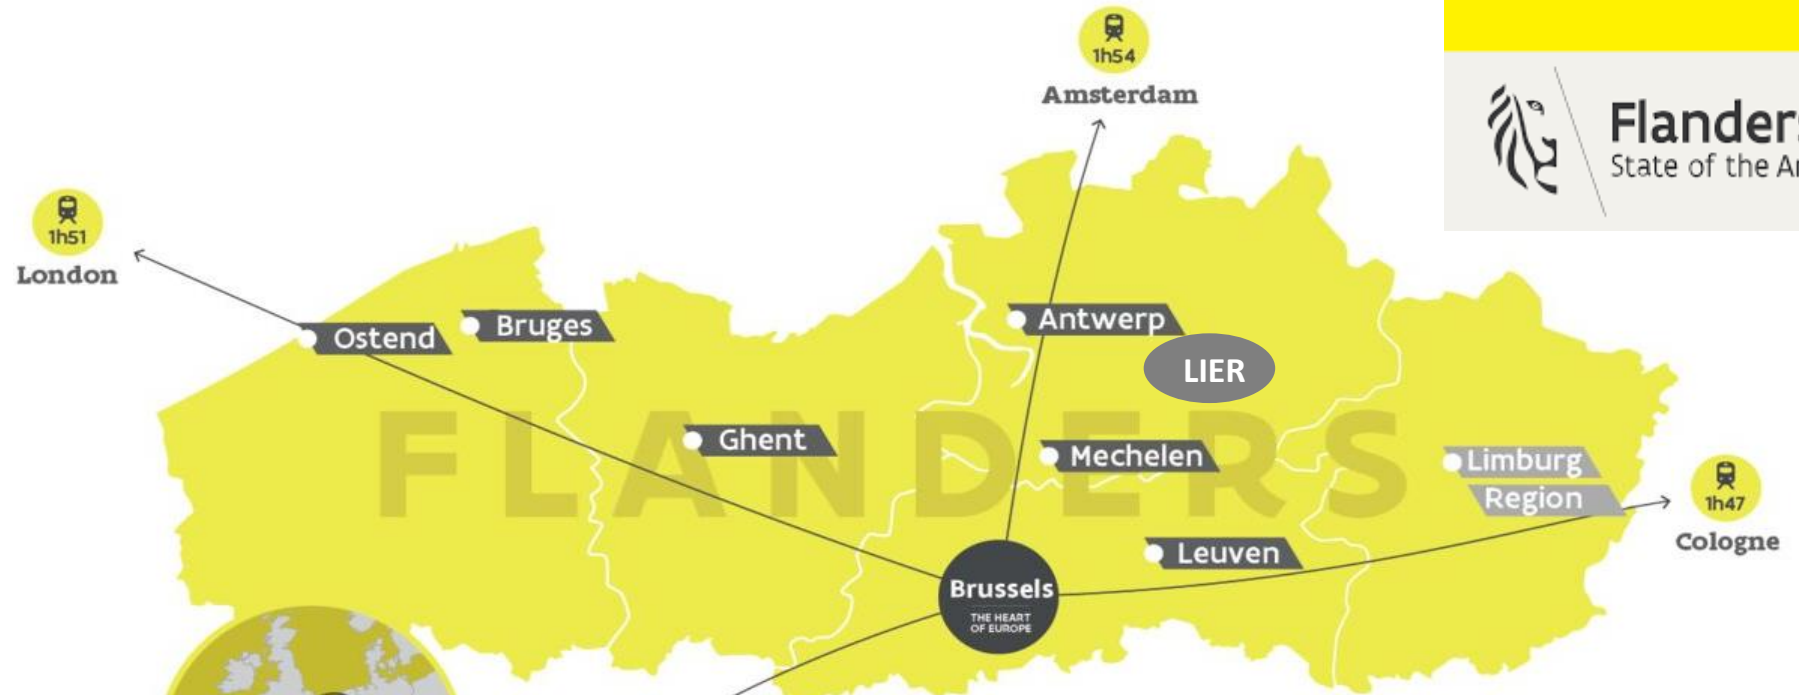 1h54
Amsterdam
Flanders
State of the Ar
1h51
London
Ostend
Bruges
Antwerp
LIER
FLANDERS
Ghent
Mechelen
Limburg
Region
1h47
Cologne
Leuven
Brussels
THE HEART
OF EUROPE